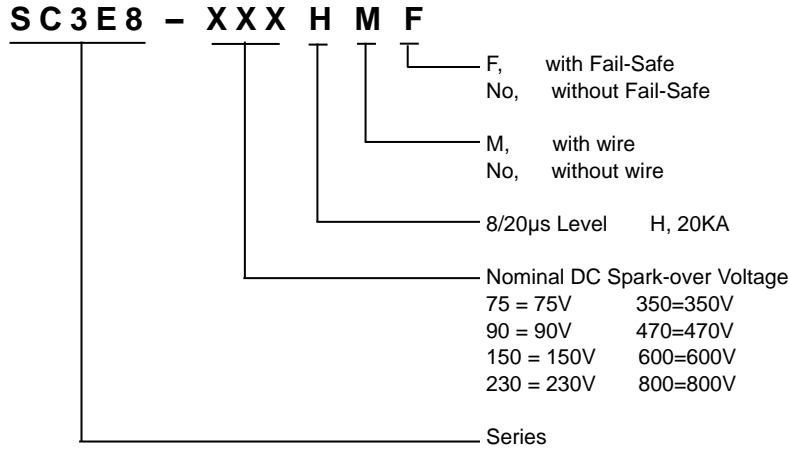 SC3E8 – XXX H M F
F, with Fail-Safe
No, without Fail-Safe
M, with wire
No, without wire
8/20μs Level H, 20KA
Nominal DC Spark-over Voltage
75 = 75V 350=350V
90 = 90V 470=470V
150 = 150V 600=600V
230 = 230V 800=800V
Series